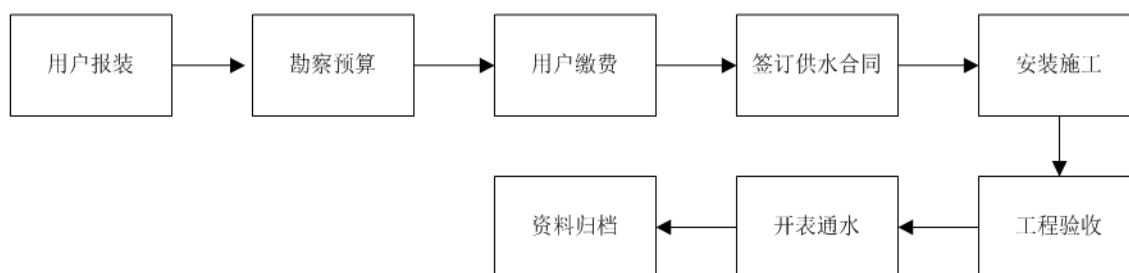 用户报装
勘察预算
用户缴费
签订供水合同
安装施工
工程验收
开表通水
资料归档